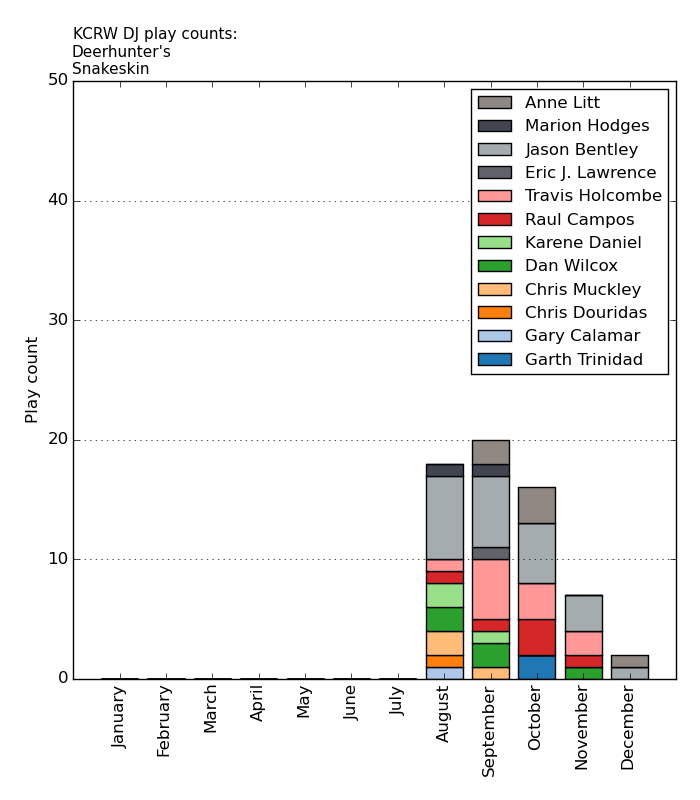 KCRW DJ play counts:
Deerhunter's
Snakeskin
50
40
30
20
10
0
Play count
Anne Litt
Marion Hodges
Jason Bentley
Eric J. Lawrence
Travis Holcombe
Raul Campos
Karene Daniel
Dan Wilcox
Chris Muckley
Chris Douridas
Gary Calamar
Garth Trinidad
January
February
March
April
May
June
July
August
September
October
November
December